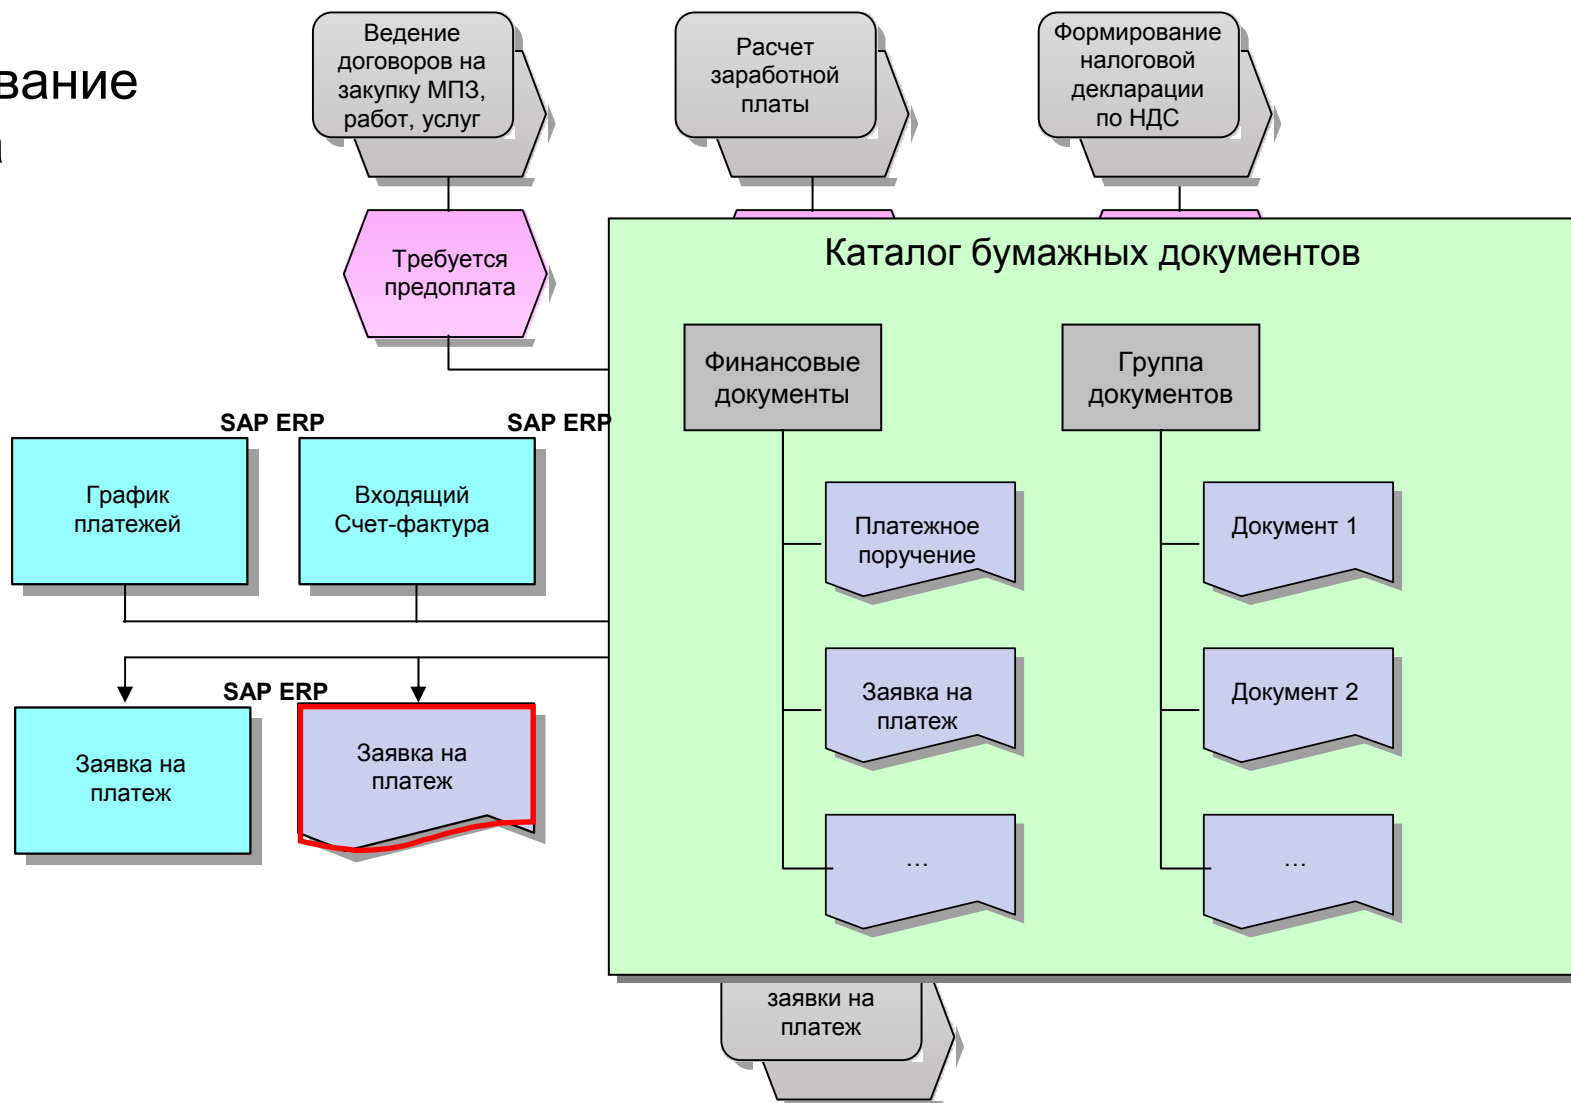 Ведение
договоров на
закупку МПЗ,
работ, услуг
Расчет
заработной
платы
Формирование
налоговой
декларации
по НДС
вание
а
Требуется
предоплата
Каталог бумажных документов
Финансовые
документы
Группа
документов
SAP ERP
SAP ERP
График
платежей
Входящий
Счет-фактура
Платежное
поручение
Документ 1
SAP ERP
Заявка на
платеж
Заявка на
платеж
Заявка на
платеж
Документ 2
…
…
заявки на
платеж